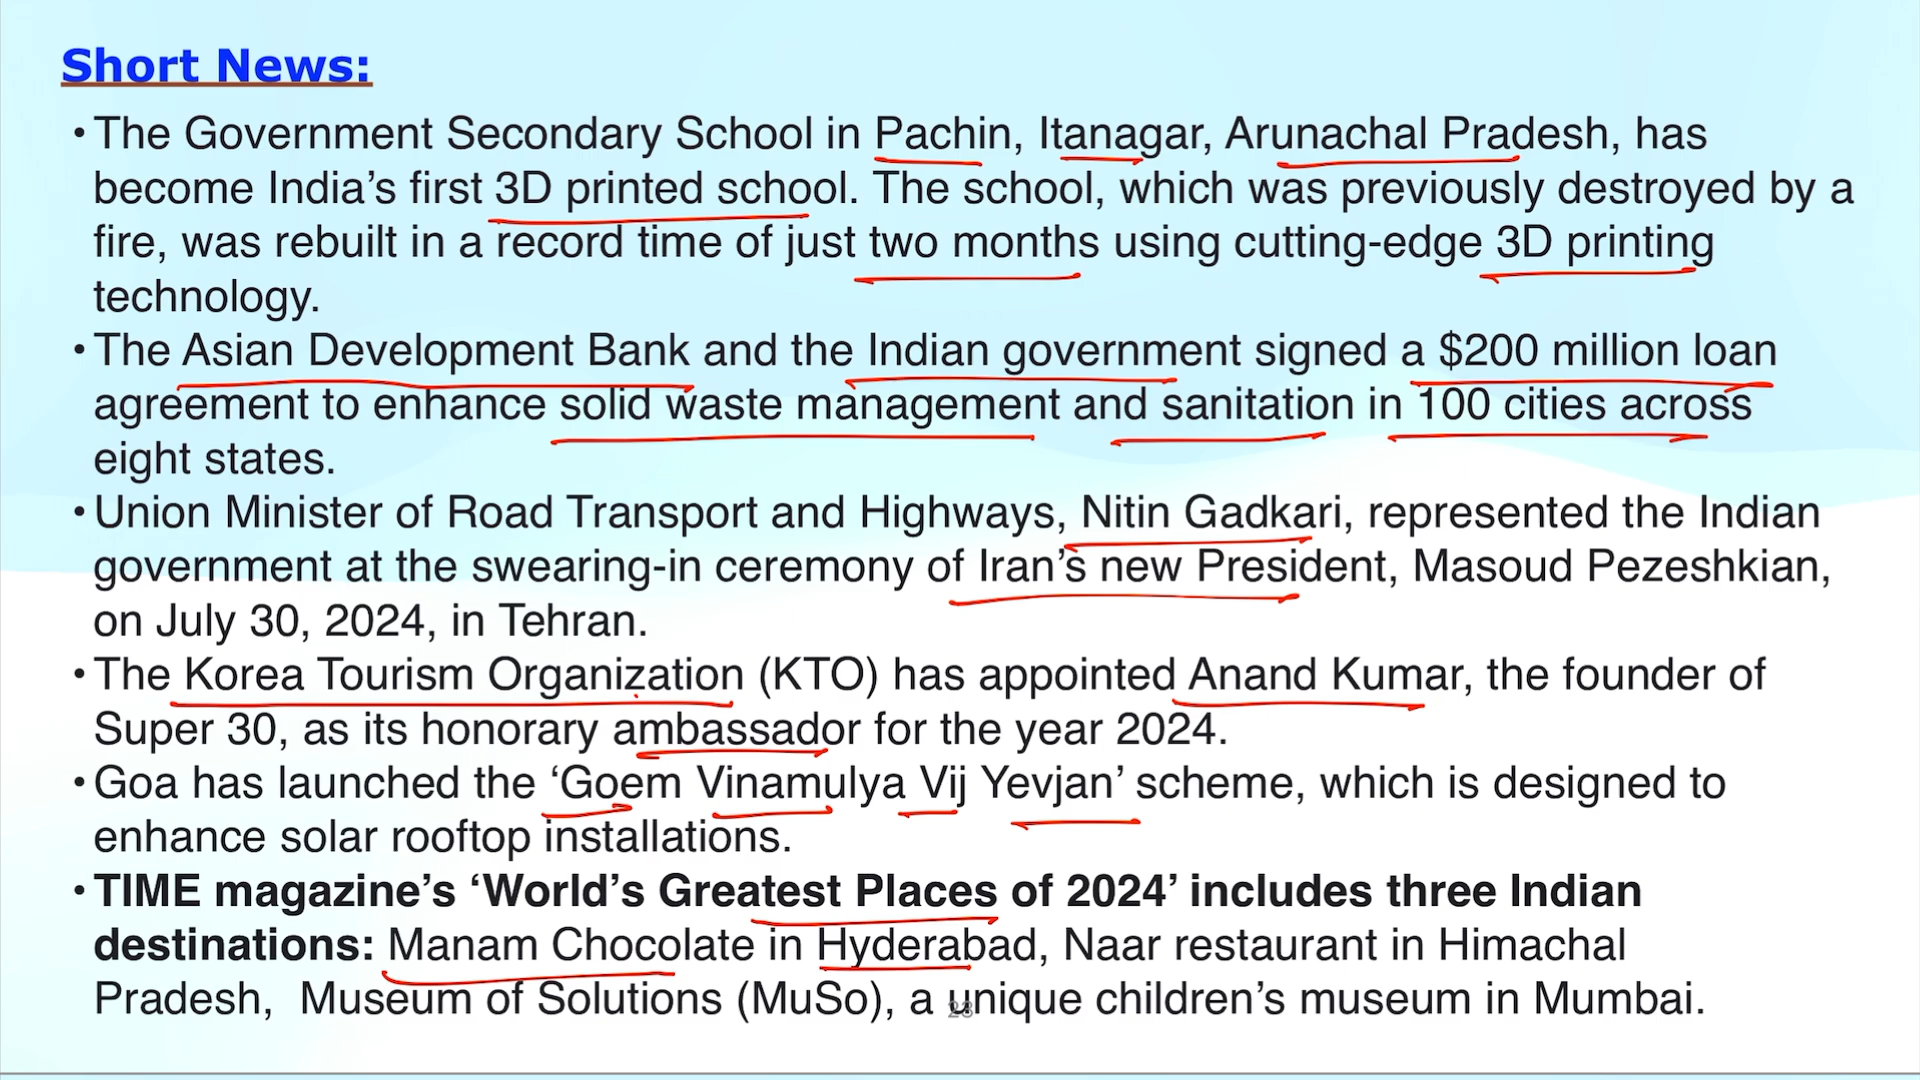 Short News:
• The Government Secondary School in Pachin, Itanagar, Arunachal Pradesh, has
become India’s first 3D printed school. The school, which was previously destroyed by a
fire, was rebuilt in a record time of just two months using cutting-edge 3D printing
technology.
• The Asian Development Bank and the Indian government signed a $200 million loan
agreement to enhance solid waste management and sanitation in 100 cities across
eight states.
• Union Minister of Road Transport and Highways, Nitin Gadkari, represented the Indian
government at the swearing-in ceremony of Iran’s new President, Masoud Pezeshkian,
on July 30, 2024, in Tehran.
• The Korea Tourism Organization (KTO) has appointed Anand Kumar, the founder of
Super 30, as its honorary ambassador for the year 2024.
• Goa has launched the ‘Goem Vinamulya Vij Yevjan’ scheme, which is designed to
enhance solar rooftop installations.
• TIME magazine’s ‘World’s Greatest Places of 2024’ includes three Indian
destinations: Manam Chocolate in Hyderabad, Naar restaurant in Himachal
Pradesh,  Museum of Solutions (MuSo), a unique children’s museum in Mumbai.